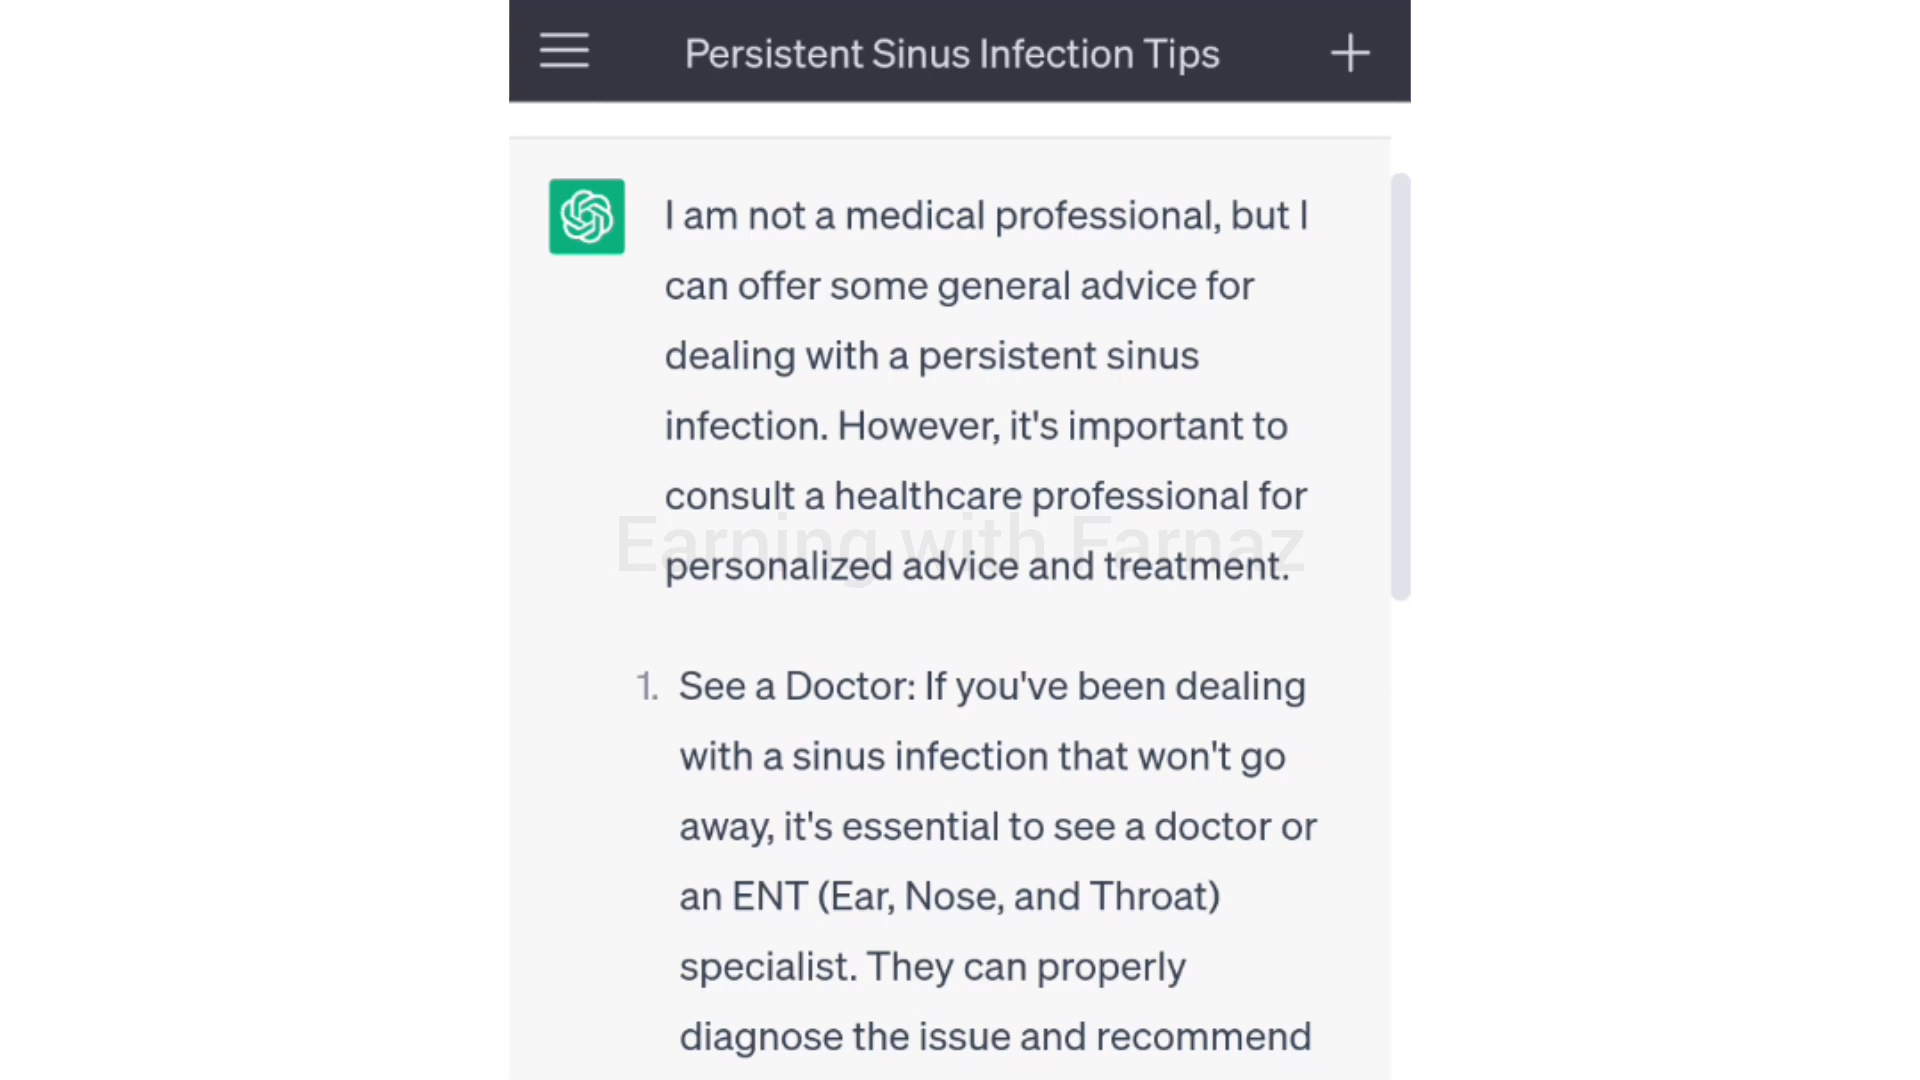 Persistent Sinus Infection Tips
I am not a medical professional, but I
can offer some general advice for
dealing with a persistent sinus
infection. However, it's important to
consult a healthcare professional for
Earning with Farnaz
personalized advice and treatment.
1. See a Doctor: If you've been dealing
with a sinus infection that won't go
away, it's essential to see a doctor or
an ENT (Ear, Nose, and Throat)
specialist. They can properly
diagnose the issue and recommend